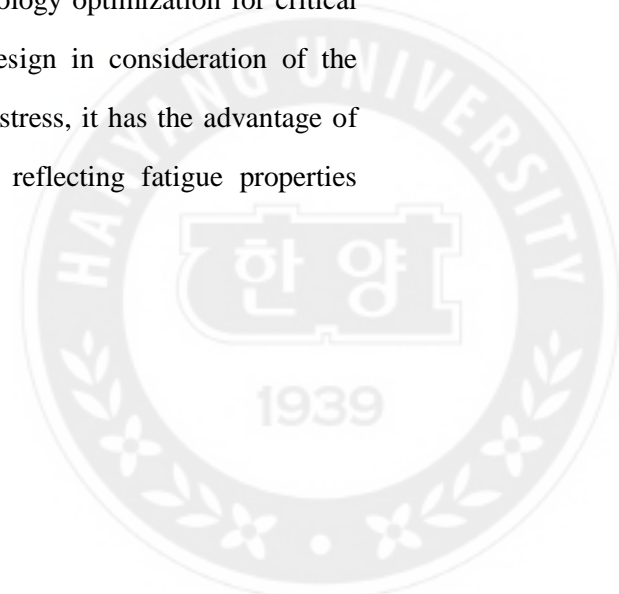 ology optimization for critical
esign in consideration of the
stress, it has the advantage of
reflecting fatigue properties
HANYANG UNIVERSITY
한양
1939